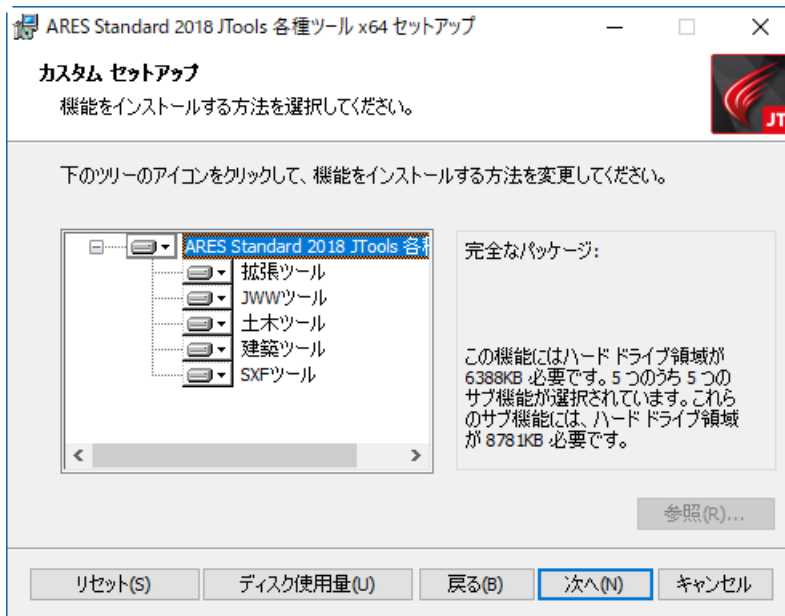 ARES Standard 2018 JTools 各種ツール x64 セットアップ
カスタム セットアップ
機能をインストールする方法を選択してください。
JT
下のツリーのアイコンをクリックして、機能をインストールする方法を変更してください。
ARES Standard 2018 JTools 各種
拡張ツール
JWWツール
土木ツール
建築ツール
SXFツール
完全なパッケージ:
この機能にはハード ドライブ領域が
6388KB 必要です。5 つのうち 5 つの
サブ機能が選択されています。これら
のサブ機能には、ハード ドライブ領域
が 8781KB 必要です。
参照(R)...
リセット(S)
ディスク使用量(U)
戻る(B)
次へ(N)
キャンセル